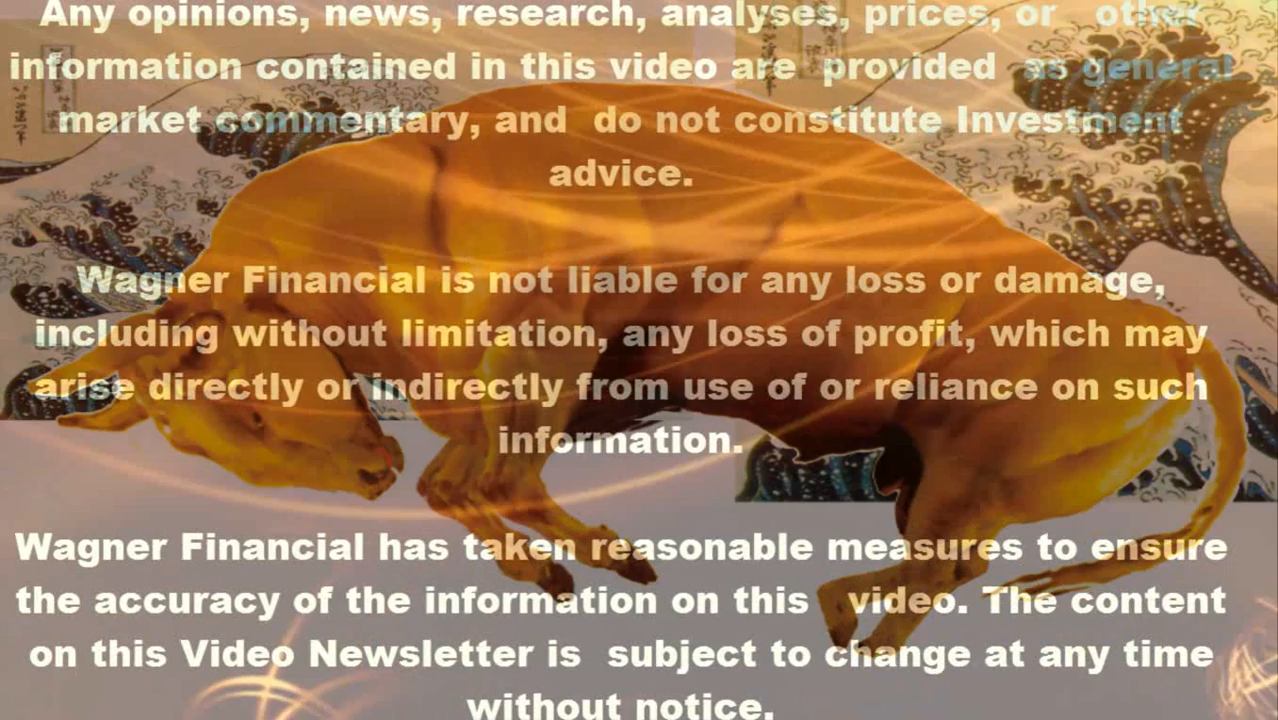 Any opinions, news, research, analyses, prices, or other
information contained in this video are provided as general
market commentary, and do not constitute Investment
advice.
Wagner Financial is not liable for any loss or damage,
including without limitation, any loss of profit, which may
arise directly or indirectly from use of or reliance on such
information.
Wagner Financial has taken reasonable measures to ensure
the accuracy of the information on this video. The content
on this Video Newsletter is subject to change at any time
without notice.